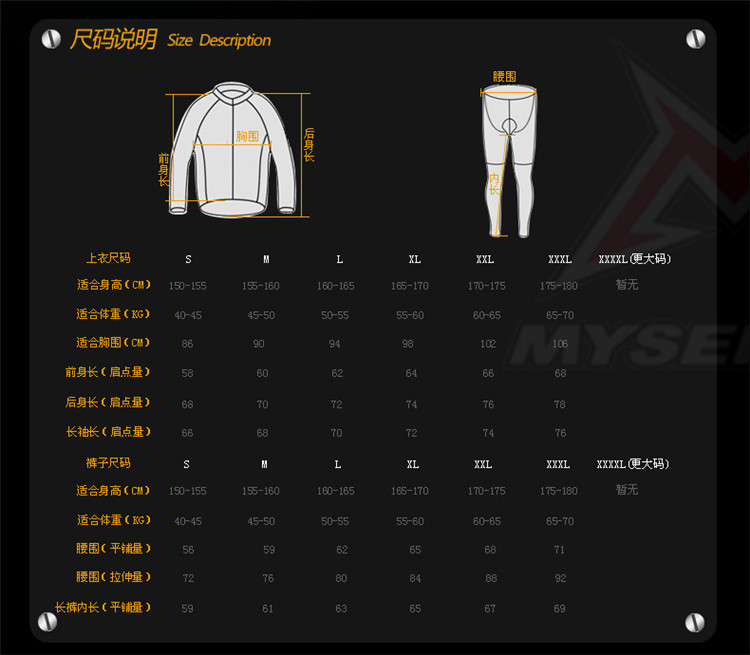 尺码说明 Size Description
腰围
胸围
前身长
后身长
内长
上衣尺码 S M L XL XXL XXXL XXXXL(更大码)
适合身高(CM) 150-155 155-160 160-165 165-170 170-175 175-180 暂无
适合体重(KG) 40-45 45-50 50-55 55-60 60-65 65-70
适合胸围(CM) 86 90 94 98 102 106
前身长(肩点量) 58 60 62 64 66 68
后身长(肩点量) 68 70 72 74 76 78
长袖长(肩点量) 66 68 70 72 74 76
裤子尺码 S M L XL XXL XXXL XXXXL(更大码)
适合身高(CM) 150-155 155-160 160-165 165-170 170-175 175-180 暂无
适合体重(KG) 40-45 45-50 50-55 55-60 60-65 65-70
腰围(平铺量) 56 59 62 65 68 71
腰围(拉伸量) 72 76 80 84 88 92
长裤内长(平铺量) 59 61 63 65 67 69